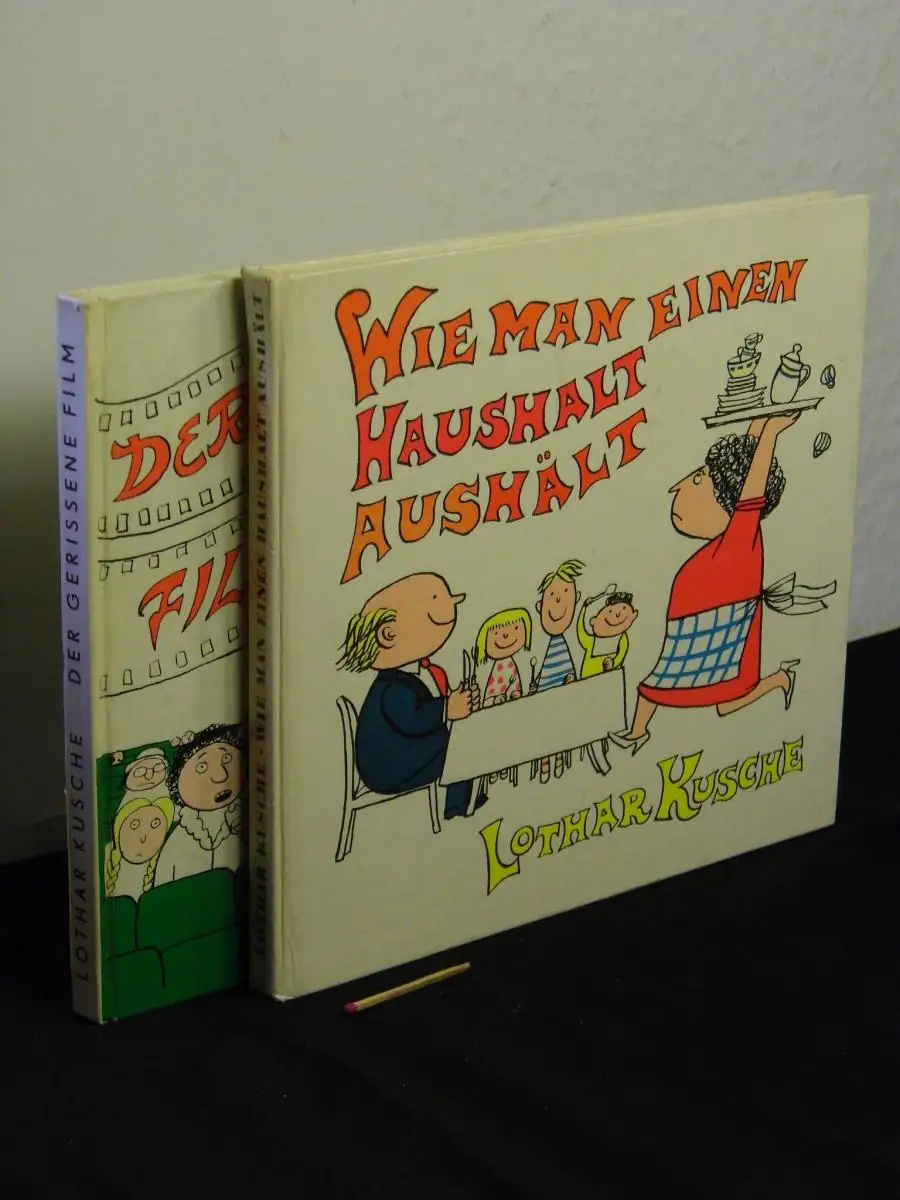 LOTHAR KUSCHE DER GERISSENE FILM
DER
FIL
LOTHAR KUSCHE - WIE MAN EINEN HAUSHALT AUSHÄLT
WIE MAN EINEN
HAUSHALT
AUSHÄLT
LOTHAR KUSCHE